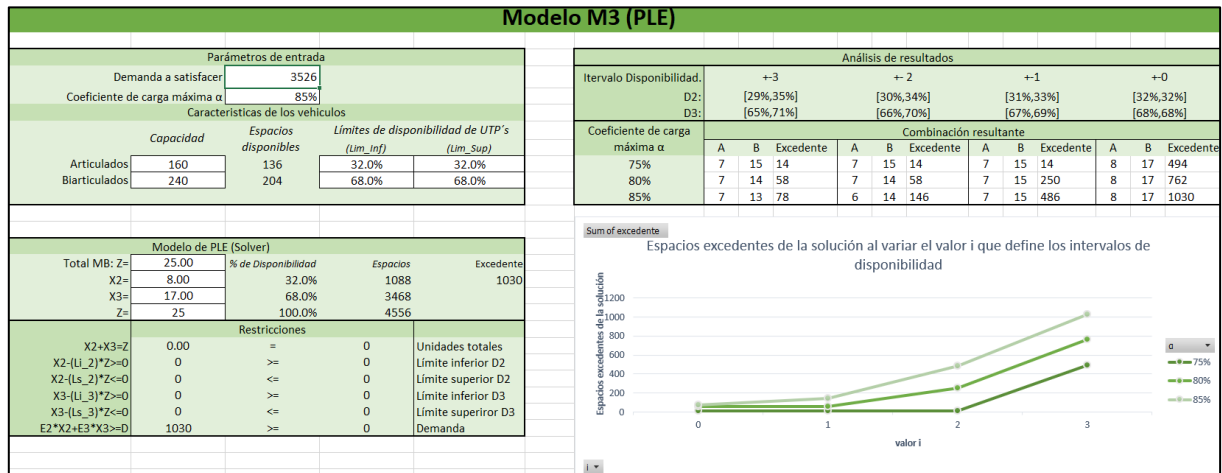 Modelo M3 (PLE)
Parámetros de entrada
Demanda a satisfacer 3526
Coeficiente de carga máxima α 85%
Caracteristicas de los vehiculos
Capacidad Espacios disponibles Límites de disponibilidad de UTP´s
(Lim_Inf) (Lim_Sup)
Articulados 160 136 32.0% 32.0%
Biarticulados 240 204 68.0% 68.0%
Modelo de PLE (Solver)
Total MB: Z= 25.00 % de Disponibilidad Espacios Excedente
X2= 8.00 32.0% 1088 1030
X3= 17.00 68.0% 3468
Z= 25 100.0% 4556
Restricciones
X2+X3=Z 0.00 = 0 Unidades totales
X2-(Li_2)*Z>=0 0 >= 0 Límite inferior D2
X2-(Ls_2)*Z<=0 0 <= 0 Límite superior D2
X3-(Li_3)*Z>=0 0 >= 0 Límite inferior D3
X3-(Ls_3)*Z<=0 0 <= 0 Límite superiror D3
E2*X2+E3*X3>=D 1030 >= 0 Demanda
Análisis de resultados
Itervalo Disponibilidad. +-3 +- 2 +-1 +-0
D2: [29%,35%] [30%,34%] [31%,33%] [32%,32%]
D3: [65%,71%] [66%,70%] [67%,69%] [68%,68%]
Coeficiente de carga máxima α Combinación resultante
A B Excedente A B Excedente A B Excedente A B Excedente
75% 7 15 14 7 15 14 7 15 14 8 17 494
80% 7 14 58 7 14 58 7 15 250 8 17 762
85% 7 13 78 6 14 146 7 15 486 8 17 1030
Sum of excedente
Espacios excedentes de la solución al variar el valor i que define los intervalos de
disponibilidad
Espacios excedentes de la solución
1200
1000
800
600
400
200
0
0 1 2 3
valor i
α
75%
80%
85%
i